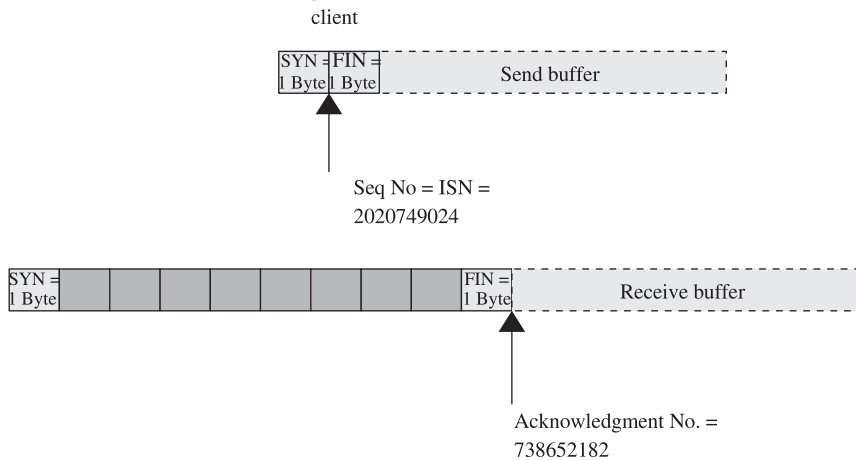 client
SYN = FIN =
1 Byte 1 Byte
Send buffer
Seq No = ISN =
2020749024
SYN =
1 Byte
FIN =
1 Byte
Receive buffer
Acknowledgment No. =
738652182